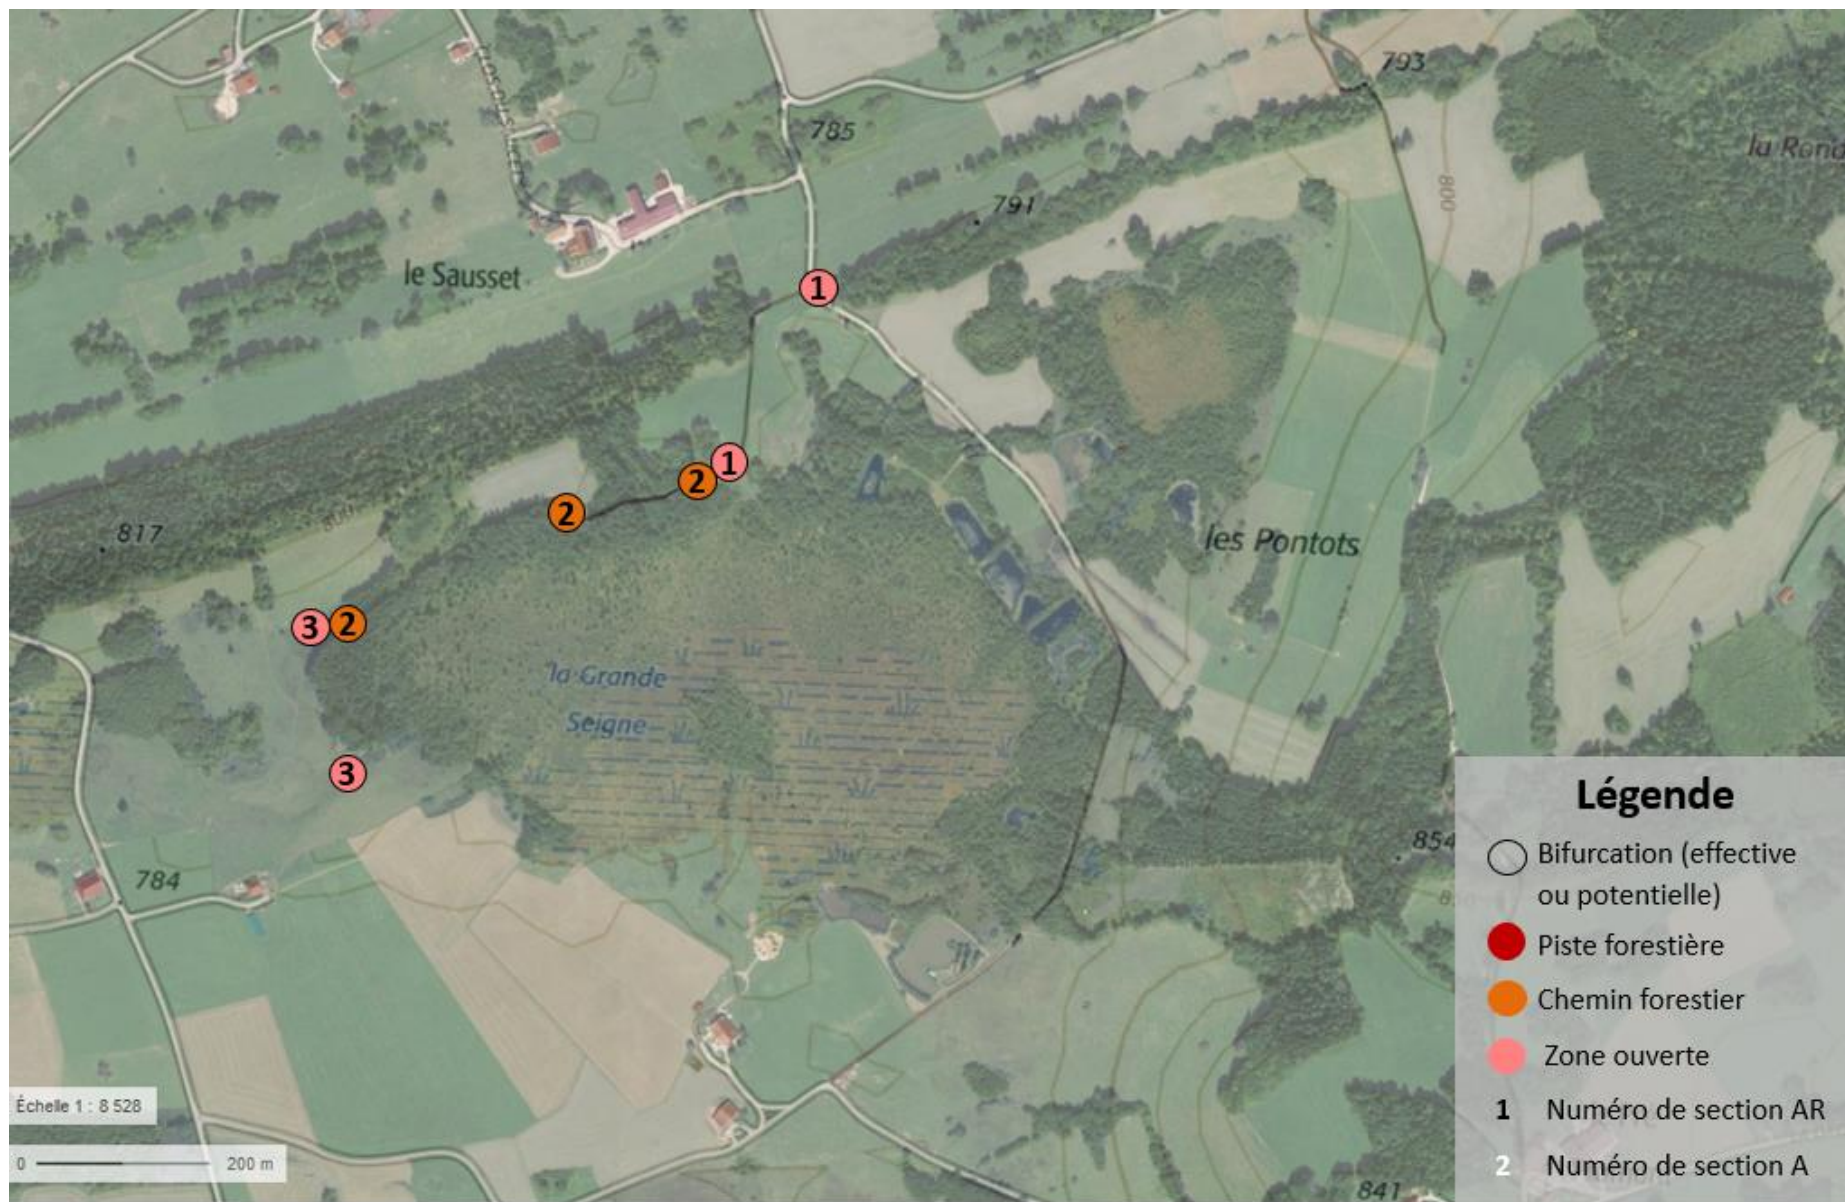 793
785
la Rond
800
791
le Sausset
1
1
2
2
817
les Pontots
3
2
la Grande
Seigne
3
Légende
Bifurcation (effective
ou potentielle)
Piste forestière
Chemin forestier
Zone ouverte
1 Numéro de section AR
2 Numéro de section A
854
784
Échelle 1 : 8 528
0 200 m
841